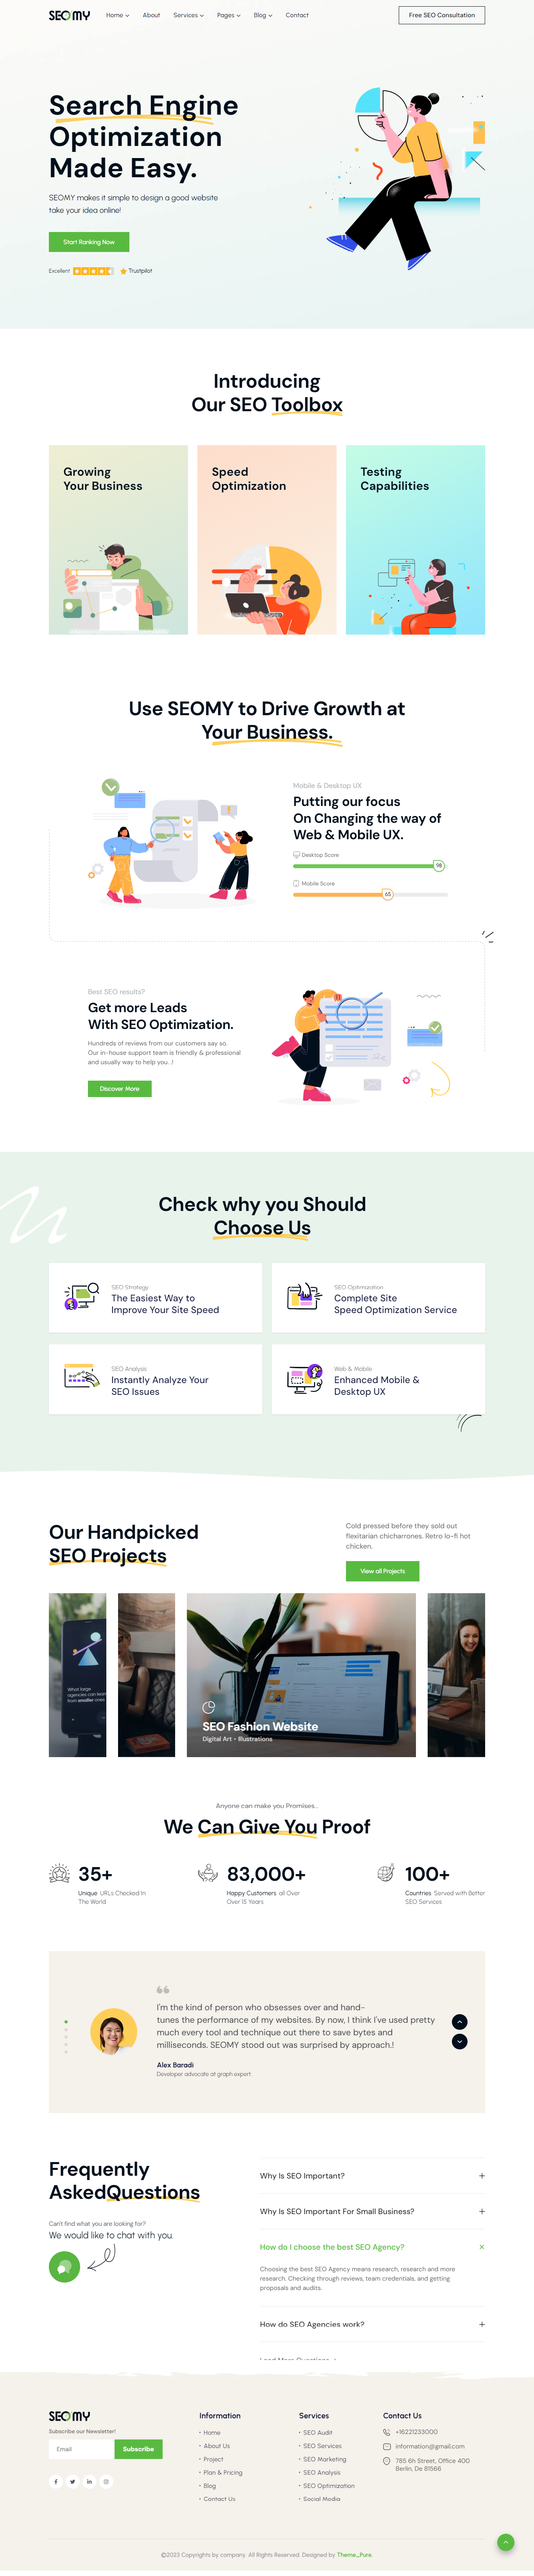 SEOMY
Home
About
Services
Pages
Blog
Contact
Free SEO Consultation
Search Engine
Optimization
Made Easy.
SEOMY makes it simple to design a good website
take your idea online!
Start Ranking Now
Excellent
Trustpilot
Introducing
Our SEO Toolbox
Growing
Your Business
Speed
Optimization
Testing
Capabilities
Use SEOMY to Drive Growth at
Your Business.
Mobile & Desktop UX
Putting our focus
On Changing the way of
Web & Mobile UX.
Desktop Score
98
Mobile Score
65
Best SEO results?
Get more Leads
With SEO Optimization.
Hundreds of reviews from our customers say so.
Our in-house support team is friendly & professional
and usually way to help you. :)
Discover More
Check why you Should
Choose Us
SEO Strategy
The Easiest Way to
Improve Your Site Speed
SEO Optimization
Complete Site
Speed Optimization Service
SEO Analysis
Instantly Analyze Your
SEO Issues
Web & Mobile
Enhanced Mobile &
Desktop UX
Our Handpicked
SEO Projects
Cold pressed before they sold out
flexitarian chicharrones. Retro lo-fi hot
chicken.
View all Projects
What large
agencies can learn
from smaller ones
SEO Fashion Website
Digital Art • Illustrations
Anyone can make you Promises...
We Can Give You Proof
35+
Unique URLs Checked In
The World
83,000+
Happy Customers all Over
Over 15 Years
100+
Countries Served with Better
SEO Services
I'm the kind of person who obsesses over and hand-
tunes the performance of my websites. By now, I think I've used pretty
much every tool and technique out there to save bytes and
milliseconds. SEOMY stood out was surprised by approach.!
Alex Baradi
Developer advocate at graph expert
Frequently
AskedQuestions
Can't find what you are looking for?
We would like to chat with you.
Why Is SEO Important?
Why Is SEO Important For Small Business?
How do I choose the best SEO Agency?
Choosing the best SEO Agency means research, research and more
research. Checking through reviews, team credentials, and getting
proposals and audits.
How do SEO Agencies work?
Load More Questions
SEOMY
Subscribe our Newsletter!
Email
Subscribe
Information
Home
About Us
Project
Plan & Pricing
Blog
Contact Us
Services
SEO Audit
SEO Services
SEO Marketing
SEO Analysis
SEO Optimization
Social Media
Contact Us
+16221233000
information@gmail.com
785 6h Street, Office 400
Berlin, De 81566
©2023 Copyrights by company. All Rights Reserved. Designed by Theme_Pure.